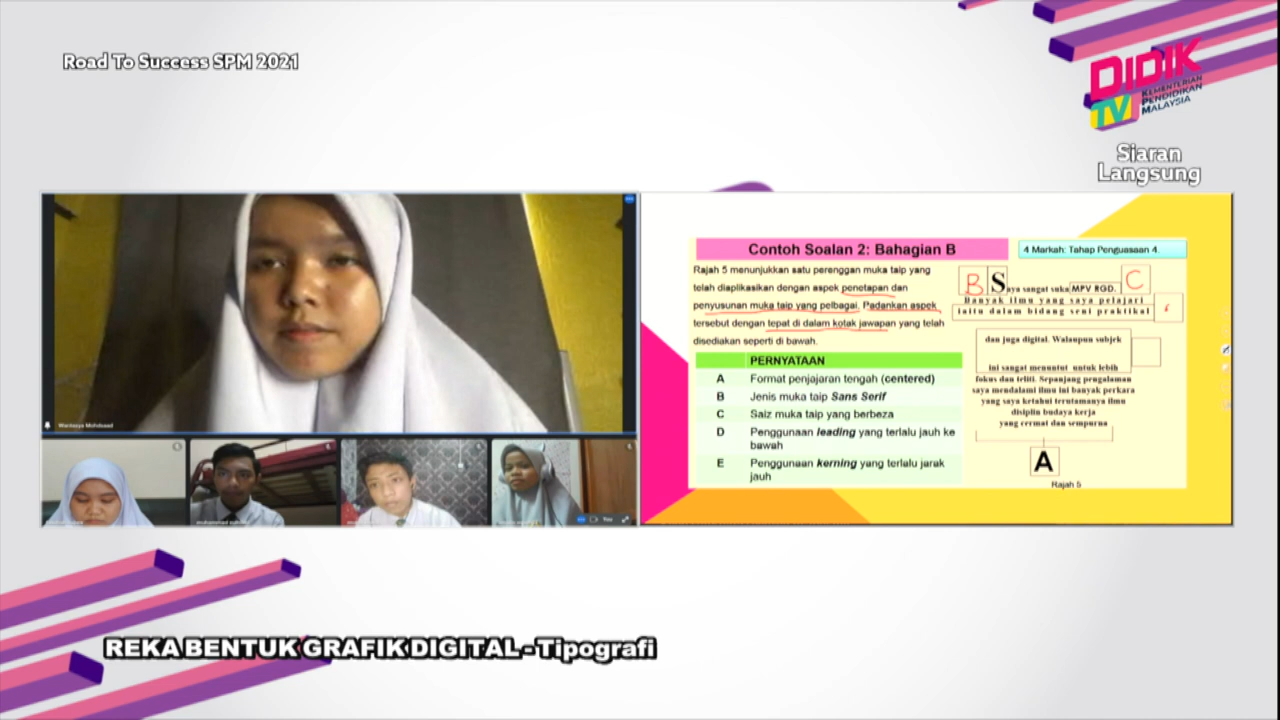 Road To Success SPM 2021
DIDIK
TV
KEMENTERIAN
PENDIDIKAN
MALAYSIA
Siaran
Langsung
Contoh Soalan 2: Bahagian B
4 Markah: Tahap Penguasaan 4.
Rajah 5 menunjukkan satu perenggan muka taip yang
telah diaplikasikan dengan aspek penetapan dan
penyusunan muka taip yang pelbagai. Padankan aspek
tersebut dengan tepat di dalam kotak jawapan yang telah
disediakan seperti di bawah.
PERNYATAAN
A Format penjajaran tengah (centered)
B Jenis muka taip Sans Serif
C Saiz muka taip yang berbeza
D Penggunaan leading yang terlalu jauh ke
bawah
E Penggunaan kerning yang terlalu jarak
jauh
B Saya sangat suka MPV RGD. C
Banyak ilmu yang saya pelajari
iaitu dalam bidang seni praktikal
dan juga digital. Walaupun subjek
ini sangat menuntut untuk lebih
fokus dan teliti. Sepanjang pengalaman
saya mendalami ilmu ini banyak perkara
yang saya ketahui terutamanya ilmu
disiplin budaya kerja
yang cermat dan sempurna
A
Rajah 5
You
REKA BENTUK GRAFIK DIGITAL - Tipografi